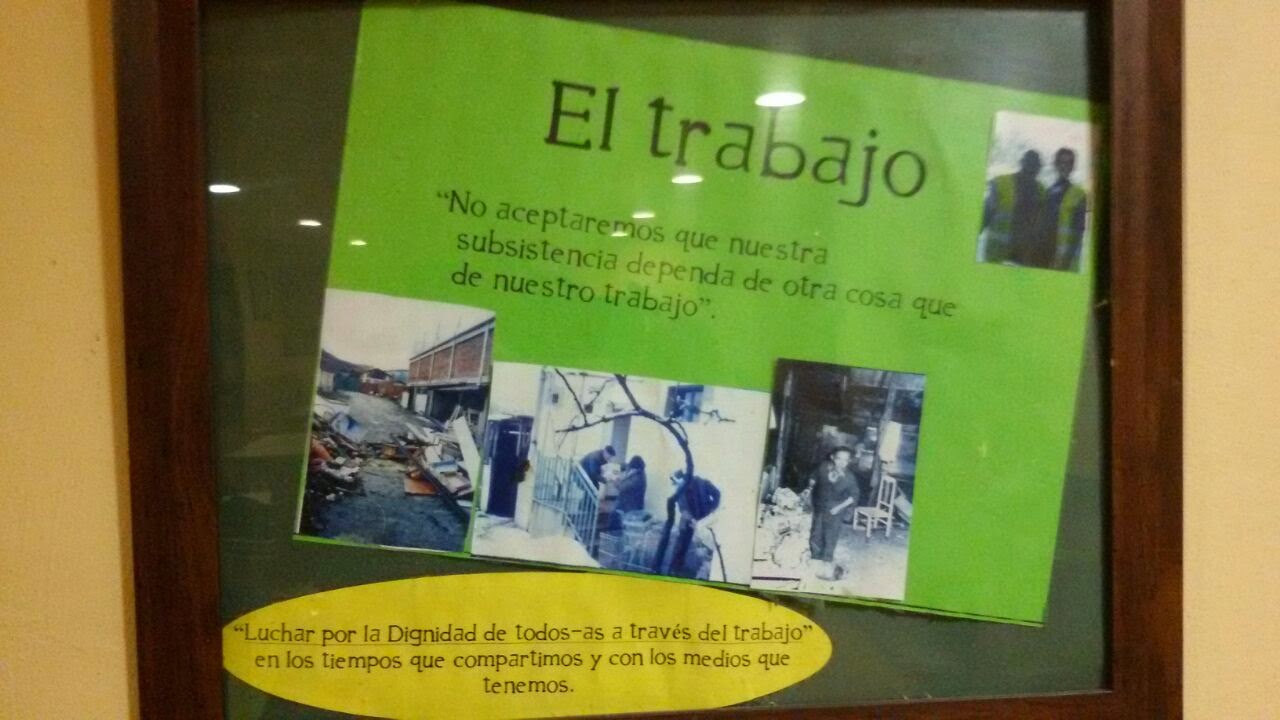 El trabajo
“No aceptaremos que nuestra
subsistencia dependa de otra cosa que
de nuestro trabajo”.
“Luchar por la Dignidad de todos-as a través del trabajo”
en los tiempos que compartimos y con los medios que
tenemos.